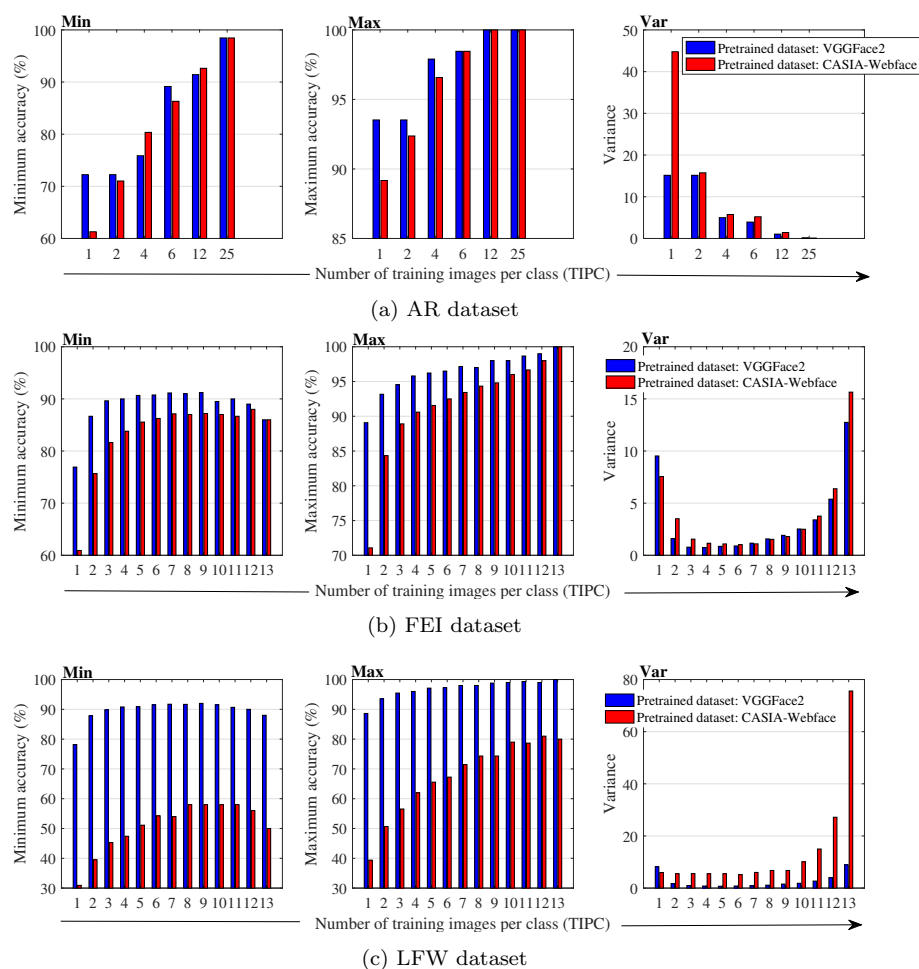 Min
Max
Var
Minimum accuracy (%)
100
90
80
70
60
1 2 4 6 12 25
Maximum accuracy (%)
100
95
90
85
1 2 4 6 12 25
Variance
50
40
30
20
10
0
1 2 4 6 12 25
Pretrained dataset: VGGFace2
Pretrained dataset: CASIA-Webface
Number of training images per class (TIPC)
(a) AR dataset
Min
Max
Var
Minimum accuracy (%)
100
90
80
70
60
1 2 3 4 5 6 7 8 9 10 11 12 13
Maximum accuracy (%)
100
95
90
85
80
75
70
1 2 3 4 5 6 7 8 9 10 11 12 13
Variance
20
15
10
5
0
1 2 3 4 5 6 7 8 9 10 11 12 13
Pretrained dataset: VGGFace2
Pretrained dataset: CASIA-Webface
Number of training images per class (TIPC)
(b) FEI dataset
Min
Max
Var
Minimum accuracy (%)
100
90
80
70
60
50
40
30
1 2 3 4 5 6 7 8 9 10 11 12 13
Maximum accuracy (%)
100
90
80
70
60
50
40
30
1 2 3 4 5 6 7 8 9 10 11 12 13
Variance
80
60
40
20
0
1 2 3 4 5 6 7 8 9 10 11 12 13
Pretrained dataset: VGGFace2
Pretrained dataset: CASIA-Webface
Number of training images per class (TIPC)
(c) LFW dataset